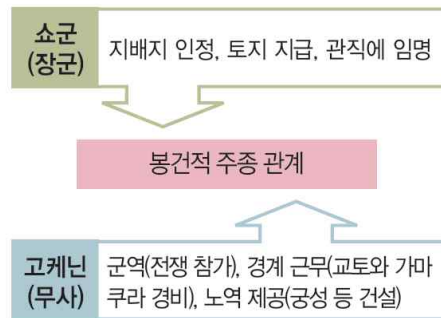 쇼군
(장군)
지배지 인정, 토지 지급, 관직에 임명
봉건적 주종 관계
고케닌
(무사)
군역(전쟁 참가), 경계 근무(교토와 가마
쿠라 경비), 노역 제공(궁성 등 건설)